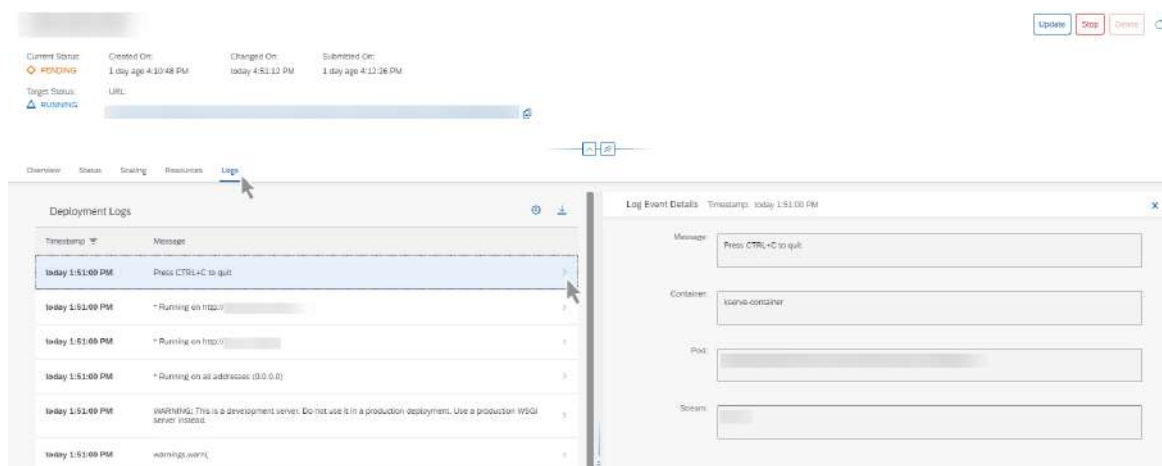 Update Stop Delete
Current Status: Created On: Changed On: Submitted On:
PENDING 1 day ago 4:10:48 PM today 4:51:12 PM 1 day ago 4:12:36 PM
Target Status: URL:
RUNNING
Overview Status Scaling Resources Logs
Deployment Logs
Log Event Details Timestamp: today 1:51:00 PM
Timestamp Message
today 1:51:00 PM Press CTRL+C to quit
today 1:51:00 PM * Running on http://
today 1:51:00 PM * Running on http://
today 1:51:00 PM * Running on all addresses (0.0.0.0)
today 1:51:00 PM WARNING: This is a development server. Do not use it in a production deployment. Use a production WSGI
server instead.
today 1:51:00 PM warnings.warn(
Message: Press CTRL+C to quit
Container: kserve-container
Pod:
Stream: